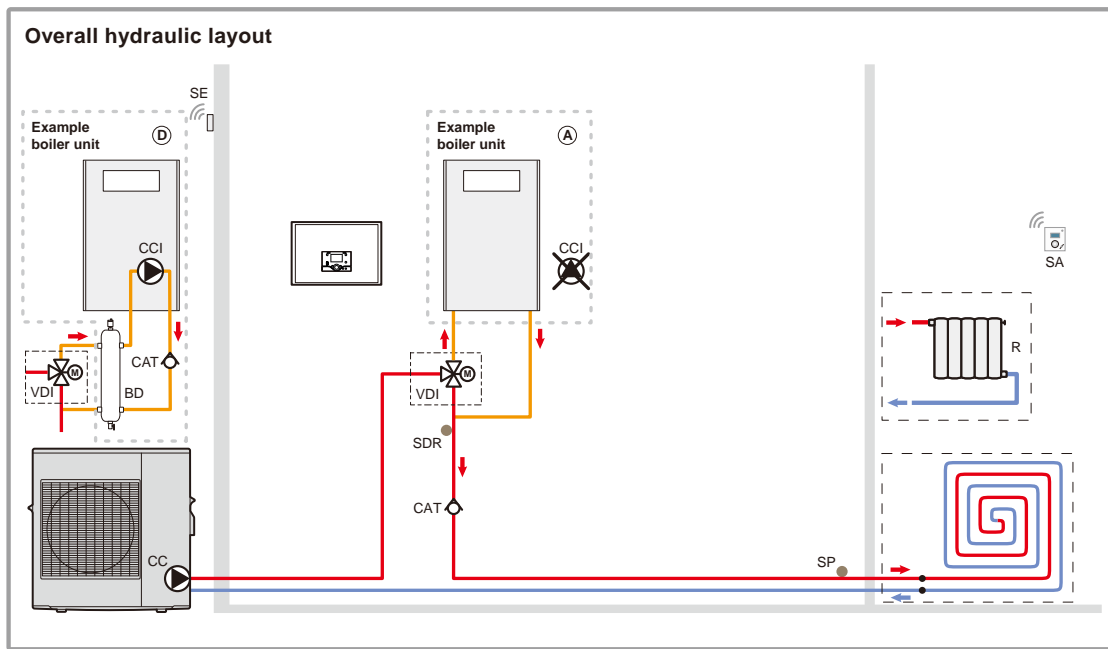 Overall hydraulic layout
SE
Example
boiler unit
D
CCI
CAT
M
VDI
BD
CC
Example
boiler unit
A
CCI
M
VDI
SDR
CAT
SP
SA
R